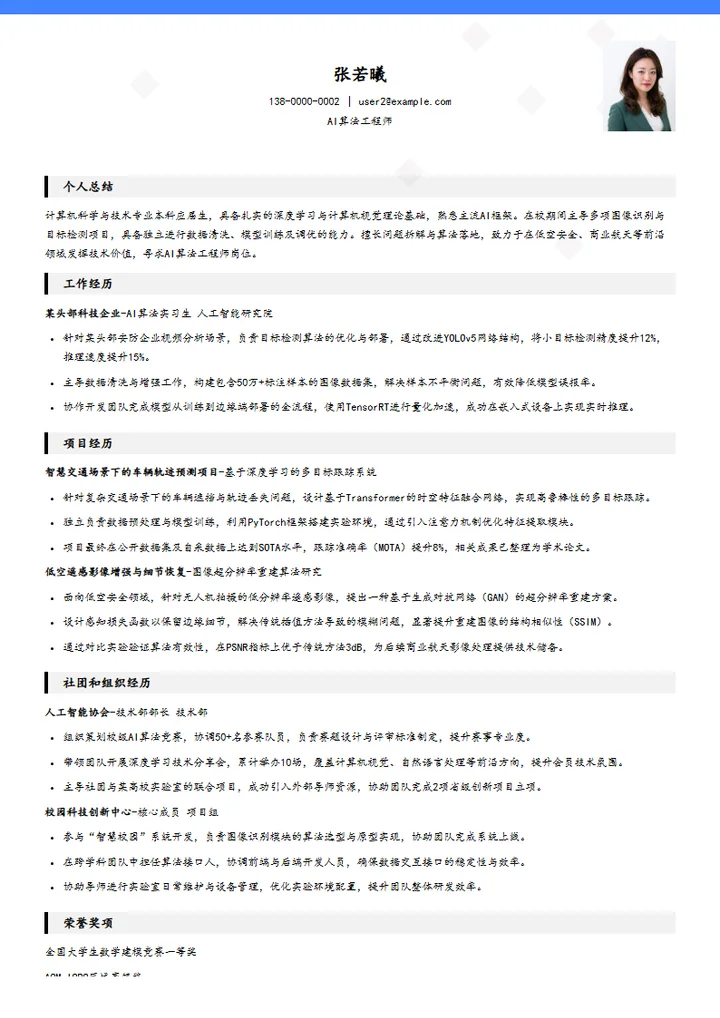 张若曦
138-0000-0002 | user2@example.com
AI算法工程师
个人总结
计算机科学与技术专业本科应届生，具备扎实的深度学习与计算机视觉理论基础，熟悉主流AI框架。在校期间主导多项图像识别与
目标检测项目，具备独立进行数据清洗、模型训练及调优的能力。擅长问题拆解与算法落地，致力于在低空安全、商业航天等前沿
领域发挥技术价值，寻求AI算法工程师岗位。
工作经历
某头部科技企业-AI算法实习生 人工智能研究院
• 针对某头部安防企业视频分析场景，负责目标检测算法的优化与部署，通过改进YOLOv5网络结构，将小目标检测精度提升12%，
推理速度提升15%。
• 主导数据清洗与增强工作，构建包含50万+标注样本的图像数据集，解决样本不平衡问题，有效降低模型误报率。
• 协作开发团队完成模型从训练到边缘端部署的全流程，使用TensorRT进行量化加速，成功在嵌入式设备上实现实时推理。
项目经历
智慧交通场景下的车辆轨迹预测项目-基于深度学习的多目标跟踪系统
• 针对复杂交通场景下的车辆遮挡与轨迹丢失问题，设计基于Transformer的时空特征融合网络，实现高鲁棒性的多目标跟踪。
• 独立负责数据预处理与模型训练，利用PyTorch框架搭建实验环境，通过引入注意力机制优化特征提取模块。
• 项目最终在公开数据集及自采数据上达到SOTA水平，跟踪准确率（MOTA）提升8%，相关成果已整理为学术论文。
低空遥感影像增强与细节恢复-图像超分辨率重建算法研究
• 面向低空安全领域，针对无人机拍摄的低分辨率遥感影像，提出一种基于生成对抗网络（GAN）的超分辨率重建方案。
• 设计感知损失函数以保留边缘细节，解决传统插值方法导致的模糊问题，显著提升重建图像的结构相似性（SSIM）。
• 通过对比实验验证算法有效性，在PSNR指标上优于传统方法3dB，为后续商业航天影像处理提供技术储备。
社团和组织经历
人工智能协会-技术部部长 技术部
• 组织策划校级AI算法竞赛，协调50+名参赛队员，负责赛题设计与评审标准制定，提升赛事专业度。
• 带领团队开展深度学习技术分享会，累计举办10场，覆盖计算机视觉、自然语言处理等前沿方向，提升会员技术氛围。
• 主导社团与某高校实验室的联合项目，成功引入外部导师资源，协助团队完成2项省级创新项目立项。
校园科技创新中心-核心成员 项目组
• 参与“智慧校园”系统开发，负责图像识别模块的算法选型与原型实现，协助团队完成系统上线。
• 在跨学科团队中担任算法接口人，协调前端与后端开发人员，确保数据交互接口的稳定性与效率。
• 协助导师进行实验室日常维护与设备管理，优化实验环境配置，提升团队整体研发效率。
荣誉奖项
全国大学生数学建模竞赛一等奖